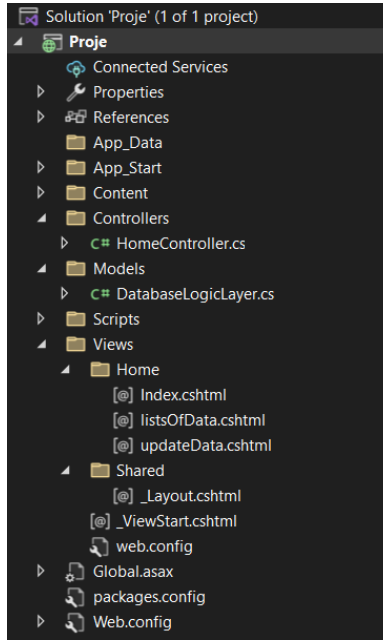 Solution 'Proje' (1 of 1 project)
Proje
Connected Services
Properties
References
App_Data
App_Start
Content
Controllers
C# HomeController.cs
Models
C# DatabaseLogicLayer.cs
Scripts
Views
Home
[@] Index.cshtml
[@] listsOfData.cshtml
[@] updateData.cshtml
Shared
[@] _Layout.cshtml
[@] _ViewStart.cshtml
web.config
Global.asax
packages.config
Web.config